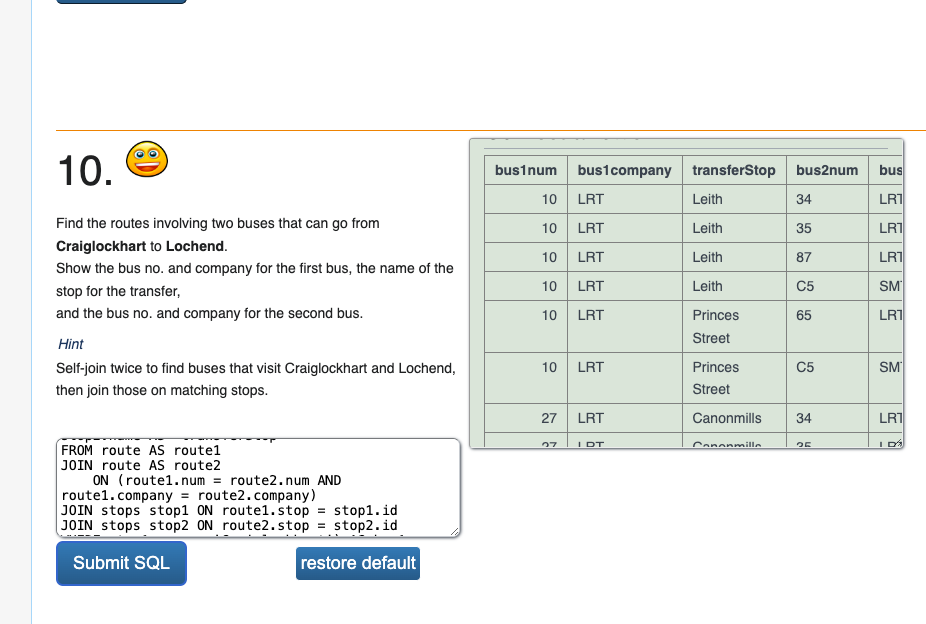 10.
Find the routes involving two buses that can go from
Craiglockhart to Lochend.
Show the bus no. and company for the first bus, the name of the
stop for the transfer,
and the bus no. and company for the second bus.
Hint
Self-join twice to find buses that visit Craiglockhart and Lochend,
then join those on matching stops.
FROM route AS route1
JOIN route AS route2
    ON (route1.num = route2.num AND
route1.company = route2.company)
JOIN stops stop1 ON route1.stop = stop1.id
JOIN stops stop2 ON route2.stop = stop2.id
Submit SQL
restore default
bus1num bus1company transferStop bus2num bus
10 LRT Leith 34 LRT
10 LRT Leith 35 LRT
10 LRT Leith 87 LRT
10 LRT Leith C5 SM
10 LRT Princes Street 65 LRT
10 LRT Princes Street C5 SM
27 LRT Canonmills 34 LRT
27 LRT Canonmills 35